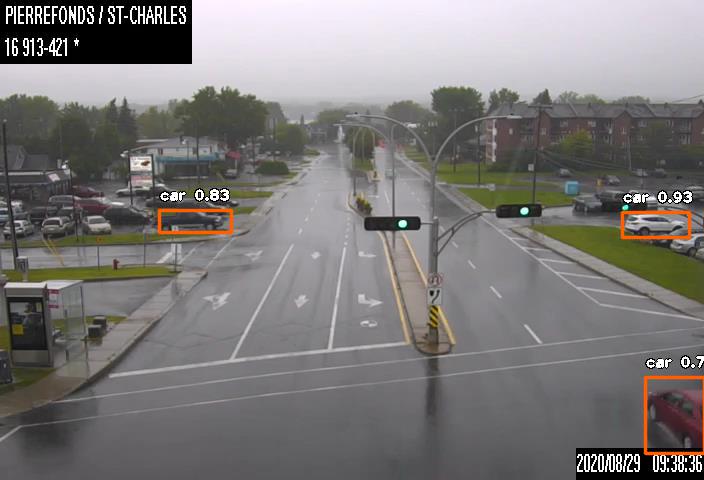 PIERREFONDS / ST-CHARLES
16 913-421 *
car 0.83
car 0.93
car 0.7
2020/08/29 09:38:36